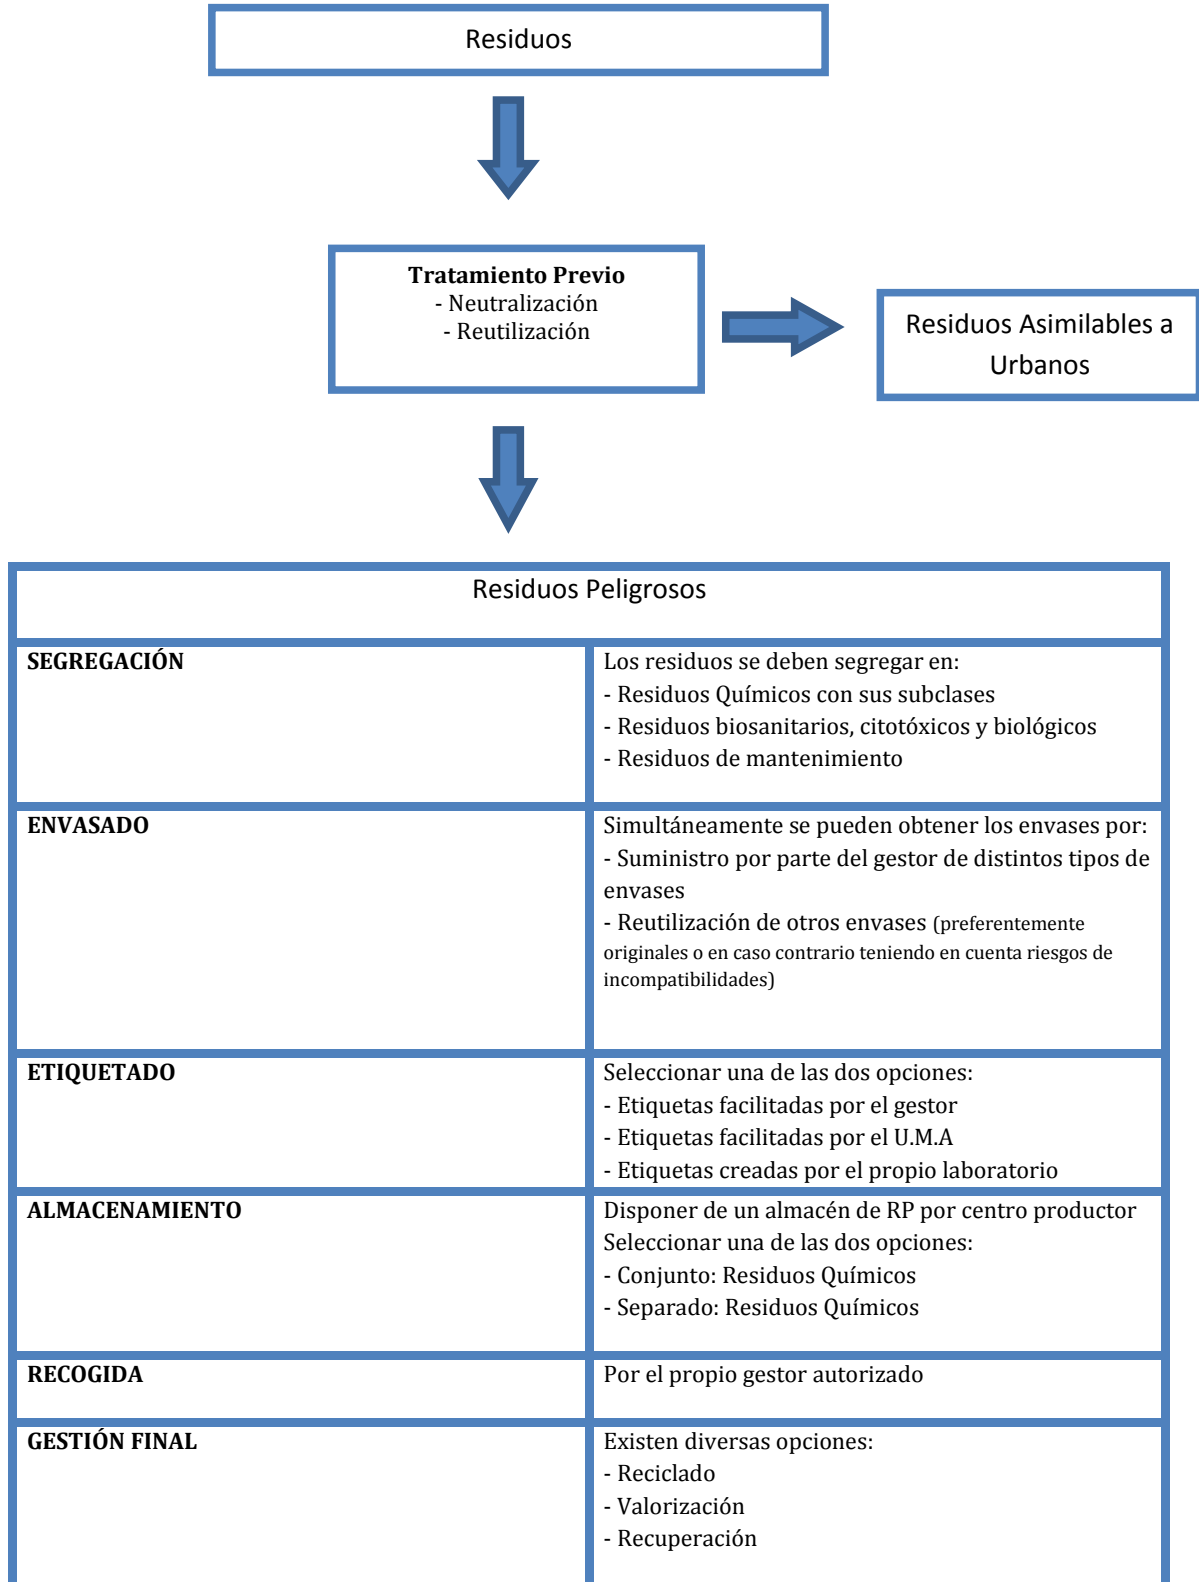 Residuos
Tratamiento Previo
- Neutralización
- Reutilización
Residuos Asimilables a
Urbanos
Residuos Peligrosos
SEGREGACIÓN
Los residuos se deben segregar en:
- Residuos Químicos con sus subclases
- Residuos biosanitarios, citotóxicos y biológicos
- Residuos de mantenimiento
ENVASADO
Simultáneamente se pueden obtener los envases por:
- Suministro por parte del gestor de distintos tipos de
envases
- Reutilización de otros envases (preferentemente
originales o en caso contrario teniendo en cuenta riesgos de
incompatibilidades)
ETIQUETADO
Seleccionar una de las dos opciones:
- Etiquetas facilitadas por el gestor
- Etiquetas facilitadas por el U.M.A
- Etiquetas creadas por el propio laboratorio
ALMACENAMIENTO
Disponer de un almacén de RP por centro productor
Seleccionar una de las dos opciones:
- Conjunto: Residuos Químicos
- Separado: Residuos Químicos
RECOGIDA
Por el propio gestor autorizado
GESTIÓN FINAL
Existen diversas opciones:
- Reciclado
- Valorización
- Recuperación